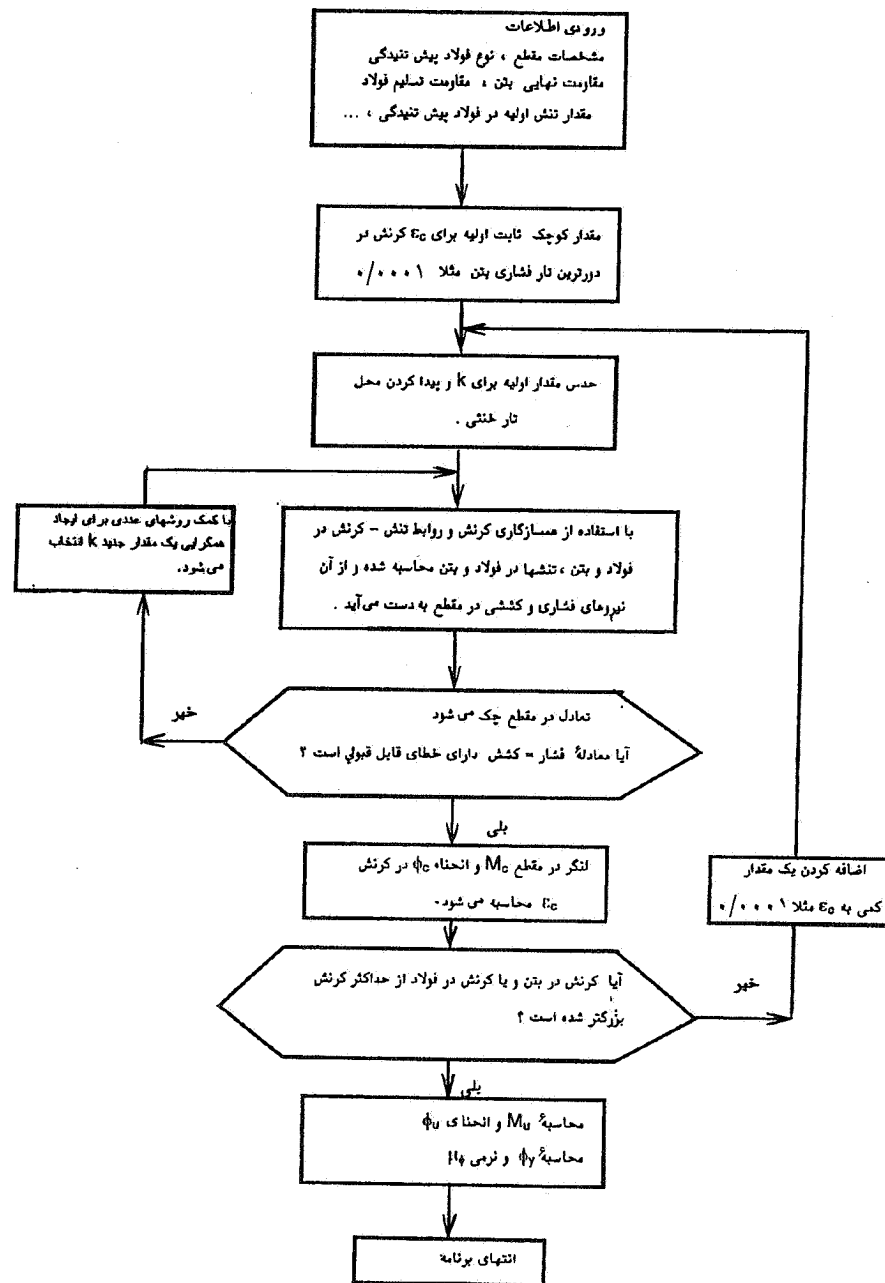 ورودی اطلاعات
مشخصات مقطع ، نوع فولاد پیش تنیدگی
مقاومت نهایی بتن ، مقاومت تسلیم فولاد
مقدار تنش اولیه در فولاد پیش تنیدگی ، ...
مقدار کوچک ثابت اولیه برای εc کرنش در
دورترین تار فشاری بتن مثلا ۰/۰۰۰۱
حدس مقدار اولیه برای k و پیدا کردن محل
تار خنثی .
با کمک روشهای عددی برای ایجاد
همگرایی یک مقدار جدید k انتخاب
می شود.
با استفاده از همسازگاری کرنش و روابط تنش – کرنش در
فولاد و بتن ، تنشها در فولاد و بتن محاسبه شده و از آن
نیروهای فشاری و کششی در مقطع به دست می آید .
خیر
تعادل در مقطع چک می شود
آیا معادلهٔ فشار = کشش دارای خطای قابل قبولی است ؟
بلی
لنگر در مقطع Mc و انحناء ϕc در کرنش
εc محاسبه می شود.
اضافه کردن یک مقدار
کمی به εc مثلا ۰/۰۰۰۱
آیا کرنش در بتن و یا کرنش در فولاد از حداکثر کرنش
بزرگتر شده است ؟
خیر
بلی
محاسبهٔ Mu و انحنای ϕu
محاسبهٔ ϕy و نرمی μϕ
انتهای برنامه